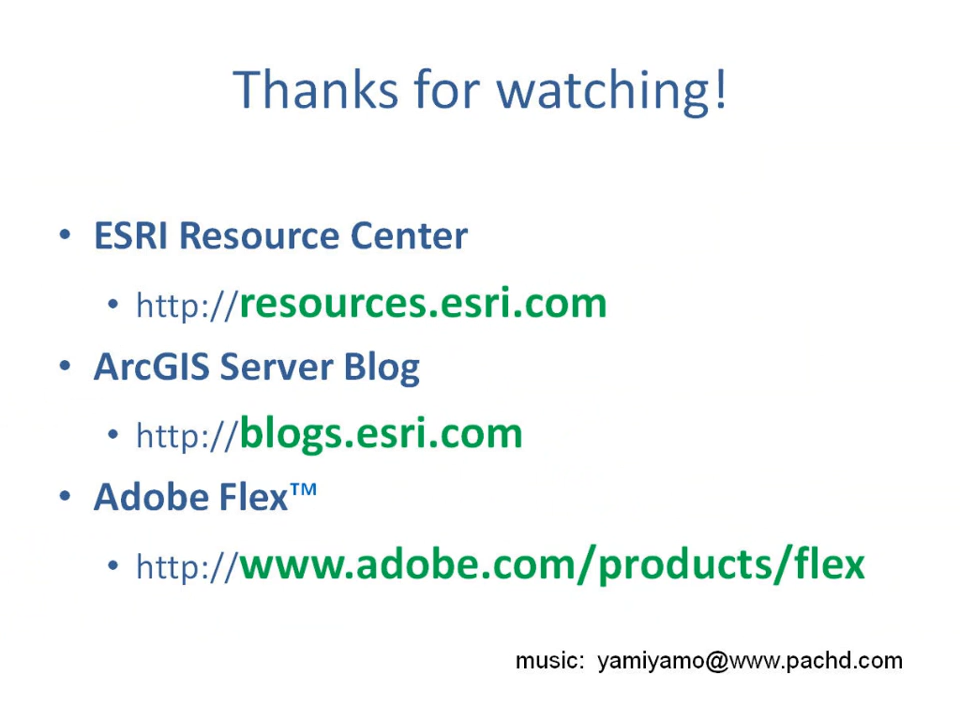 Thanks for watching!
• ESRI Resource Center
• http://resources.esri.com
• ArcGIS Server Blog
• http://blogs.esri.com
• Adobe Flex™
• http://www.adobe.com/products/flex
music: yamiyamo@www.pachd.com